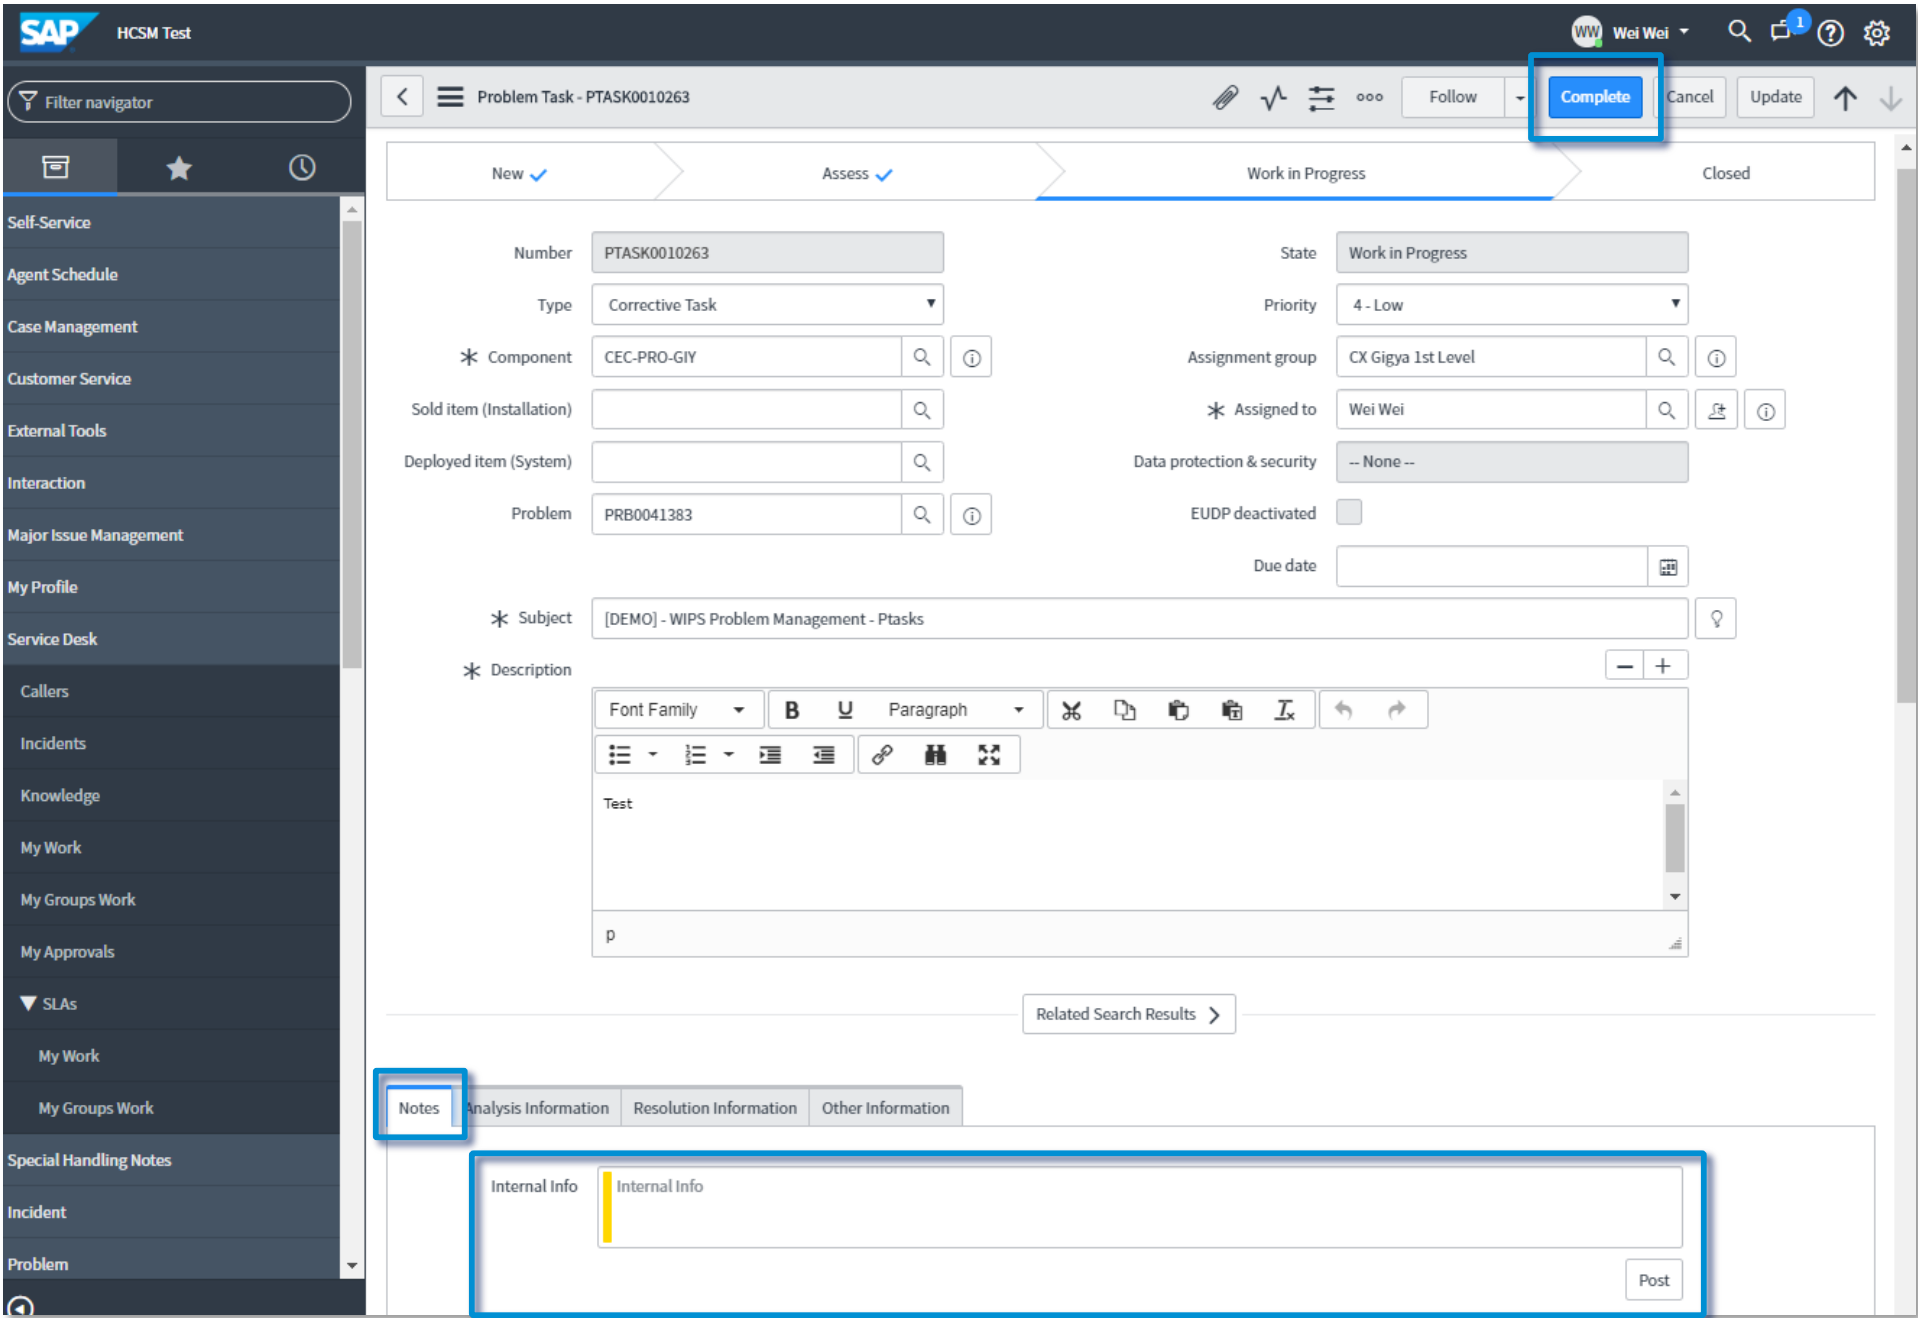 SAP HCSM Test
WW Wei Wei 1
Filter navigator
Self-Service
Agent Schedule
Case Management
Customer Service
External Tools
Interaction
Major Issue Management
My Profile
Service Desk
Callers
Incidents
Knowledge
My Work
My Groups Work
My Approvals
SLAs
My Work
My Groups Work
Special Handling Notes
Incident
Problem
Problem Task - PTASK0010263
Follow Complete Cancel Update
New Assess Work in Progress Closed
Number PTASK0010263 State Work in Progress
Type Corrective Task Priority 4 - Low
Component CEC-PRO-GIY Assignment group CX Gigya 1st Level
Sold item (Installation) Assigned to Wei Wei
Deployed item (System) Data protection & security -- None --
Problem PRB0041383 EUDP deactivated
Due date
Subject [DEMO] - WIPS Problem Management - Ptasks
Description
Font Family B U Paragraph
Test
p
Related Search Results
Notes Analysis Information Resolution Information Other Information
Internal Info Internal Info
Post